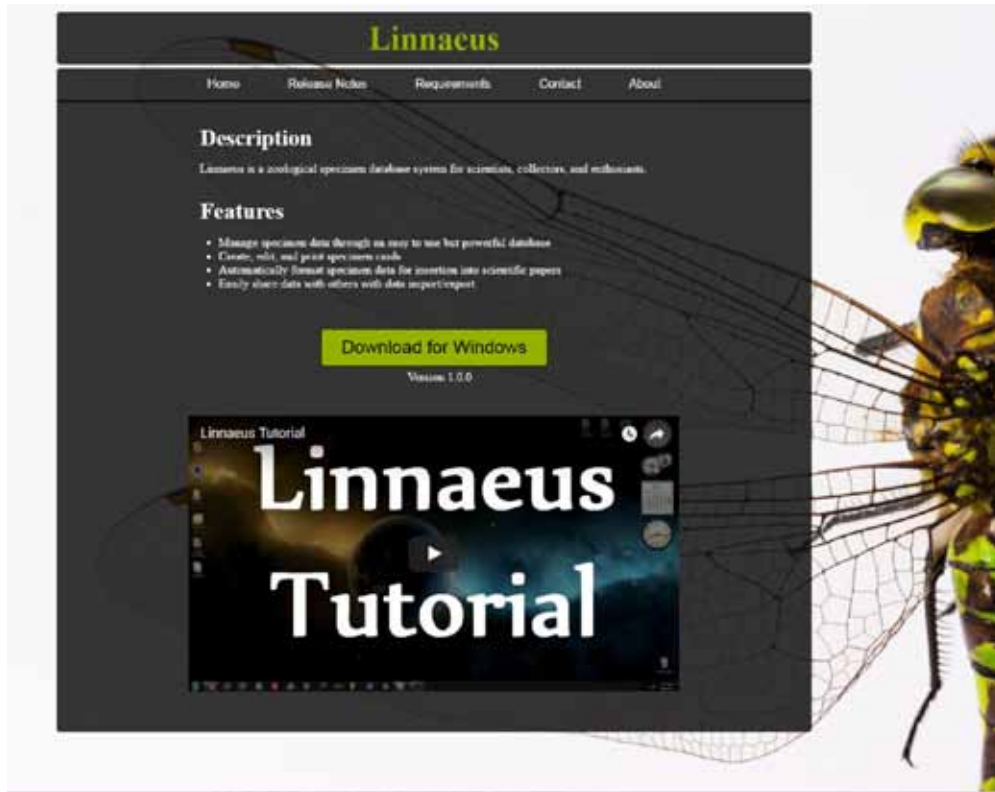 Linnaeus
Home Release Notes Requirements Contact About
Description
Linnaeus is a zoological specimen database system for scientists, collectors, and enthusiasts.
Features
• Manage specimen data through an easy to use but powerful database
• Create, edit, and print specimen cards
• Automatically format specimen data for insertion into scientific papers
• Easily share data with others with data import/export
Download for Windows
Version 1.0.0
Linnaeus Tutorial
Linnaeus
Tutorial